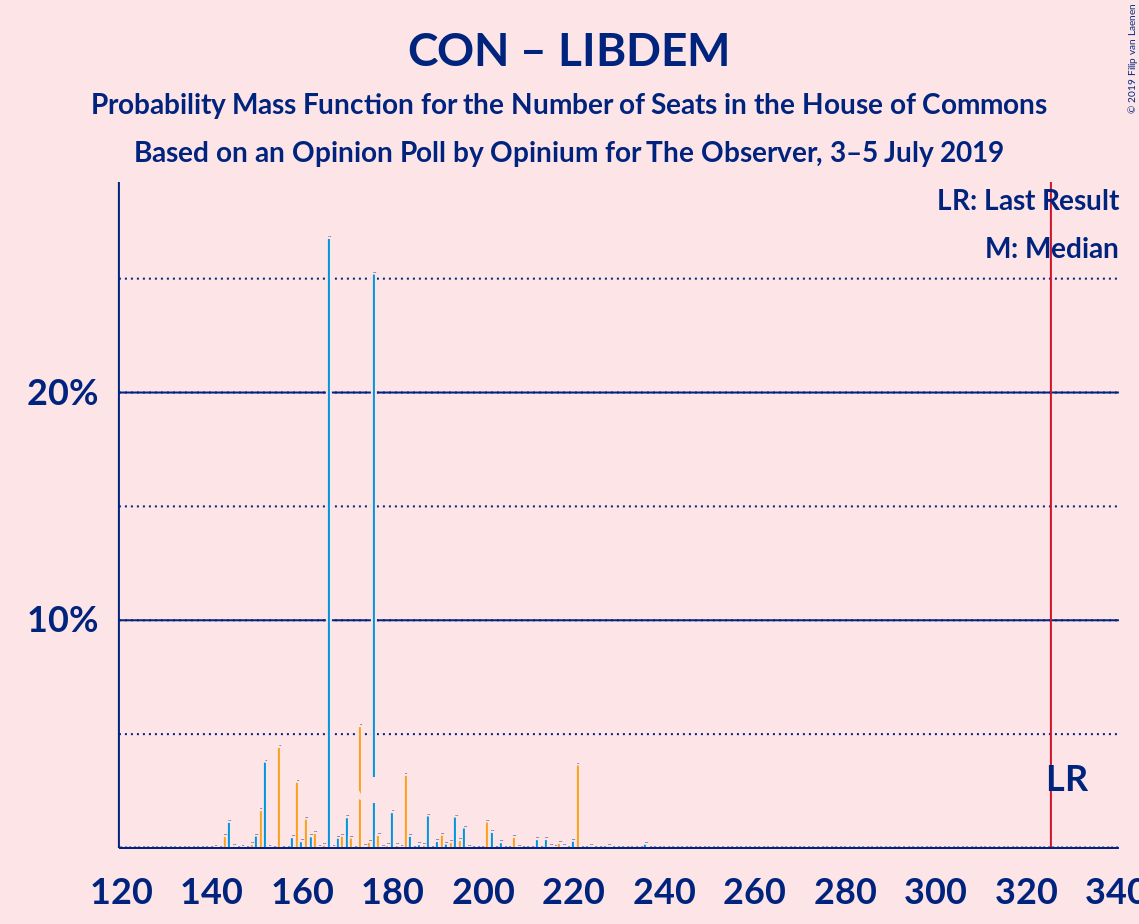 CON – LIBDEM
Probability Mass Function for the Number of Seats in the House of Commons
Based on an Opinion Poll by Opinium for The Observer, 3–5 July 2019
© 2019 Filip van Laenen
LR: Last Result
M: Median
20%
10%
LR
120 140 160 180 200 220 240 260 280 300 320 340